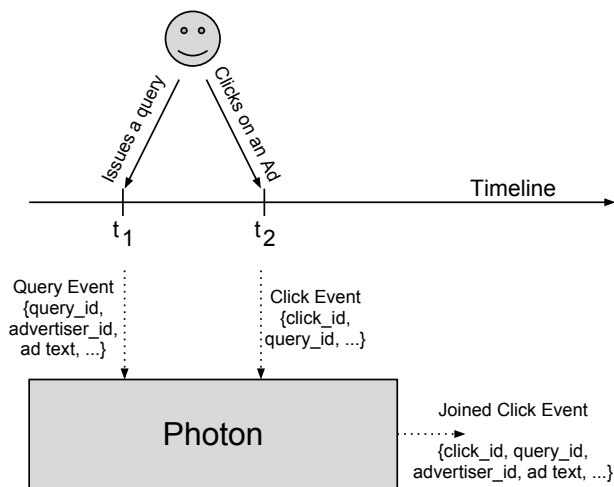 Issues a query
Clicks on an Ad
Timeline
t1
t2
Query Event
{query_id,
advertiser_id,
ad text, ...}
Click Event
{click_id,
query_id, ...}
Photon
Joined Click Event
{click_id, query_id,
advertiser_id, ad text, ...}